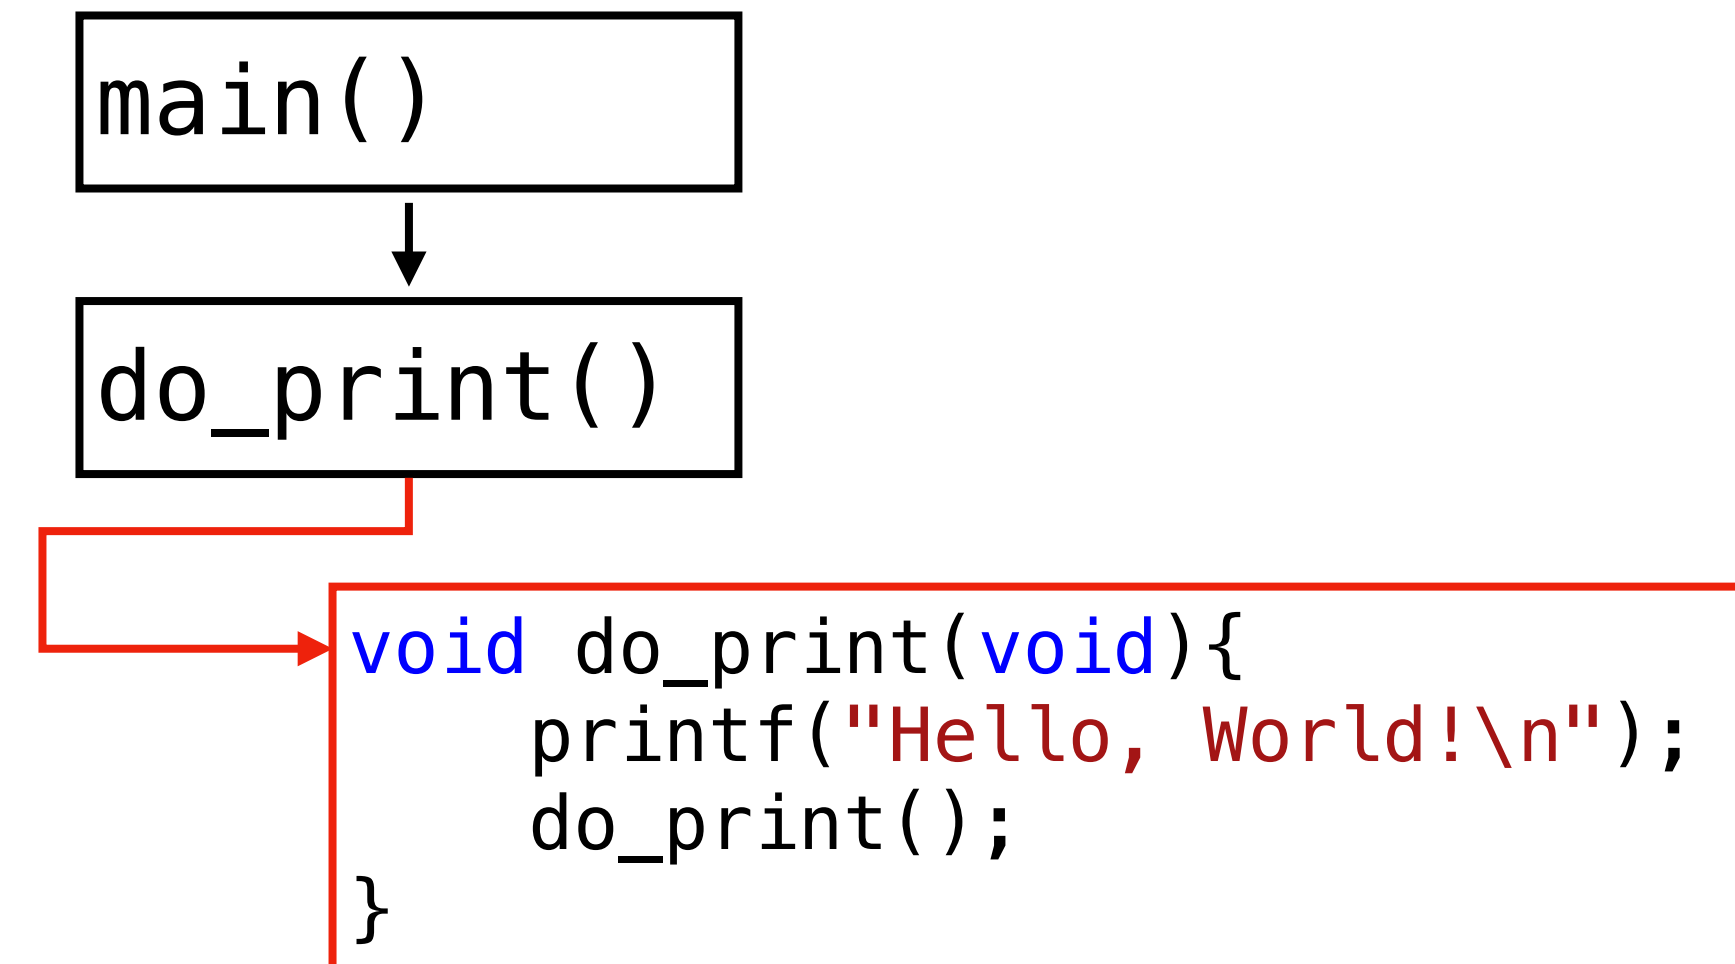 main()
do_print()
void do_print(void){
    printf("Hello, World!\n");
    do_print();
}